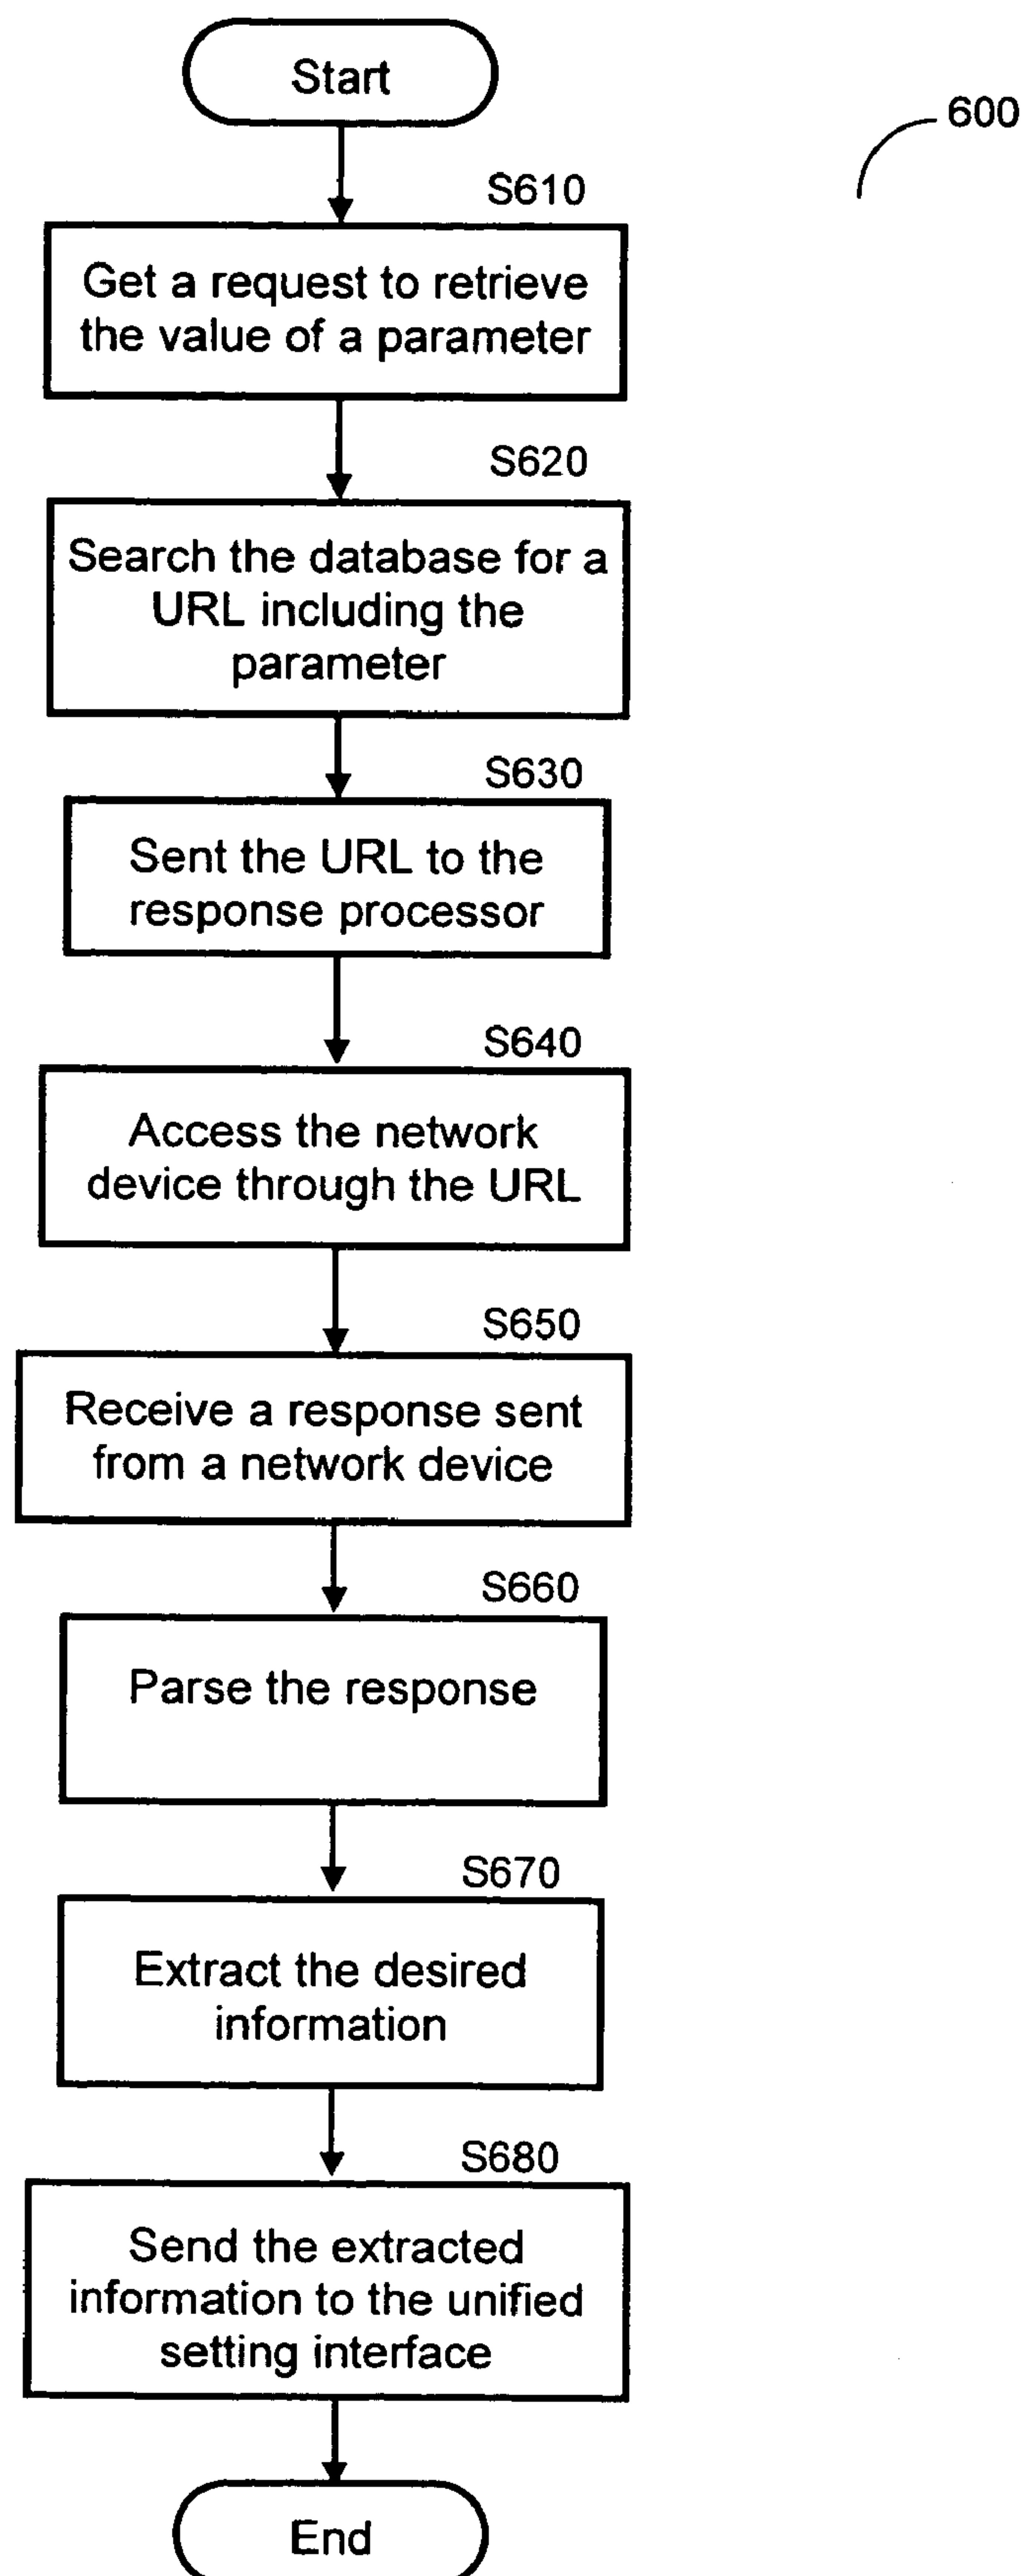 Start
600
S610
Get a request to retrieve
the value of a parameter
S620
Search the database for a
URL including the
parameter
S630
Sent the URL to the
response processor
S640
Access the network
device through the URL
S650
Receive a response sent
from a network device
S660
Parse the response
S670
Extract the desired
information
S680
Send the extracted
information to the unified
setting interface
End